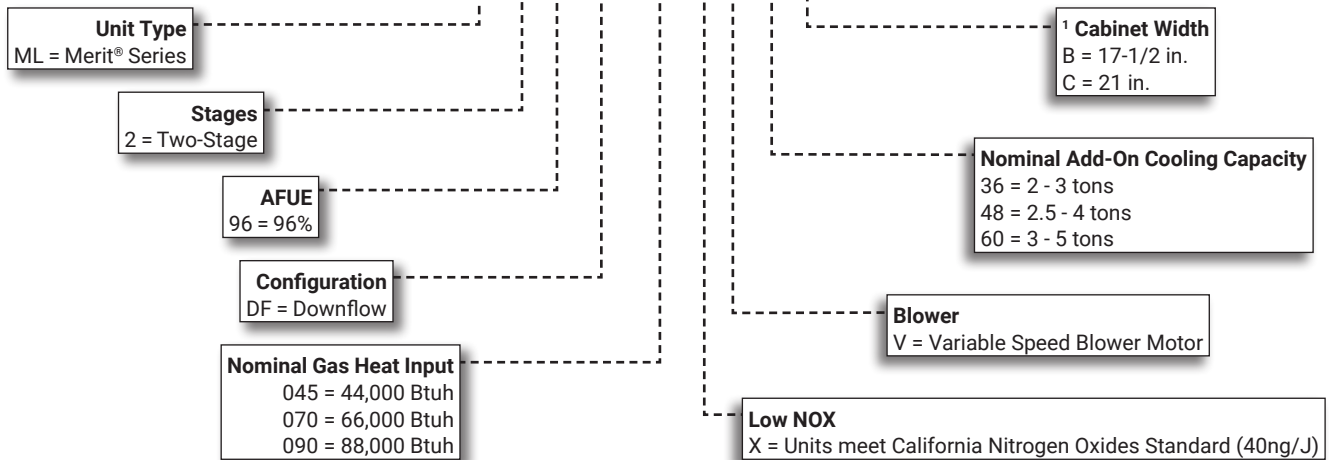 Unit Type
ML = Merit® Series
Stages
2 = Two-Stage
AFUE
96 = 96%
Configuration
DF = Downflow
Nominal Gas Heat Input
045 = 44,000 Btuh
070 = 66,000 Btuh
090 = 88,000 Btuh
¹ Cabinet Width
B = 17-1/2 in.
C = 21 in.
Nominal Add-On Cooling Capacity
36 = 2 - 3 tons
48 = 2.5 - 4 tons
60 = 3 - 5 tons
Blower
V = Variable Speed Blower Motor
Low NOX
X = Units meet California Nitrogen Oxides Standard (40ng/J)